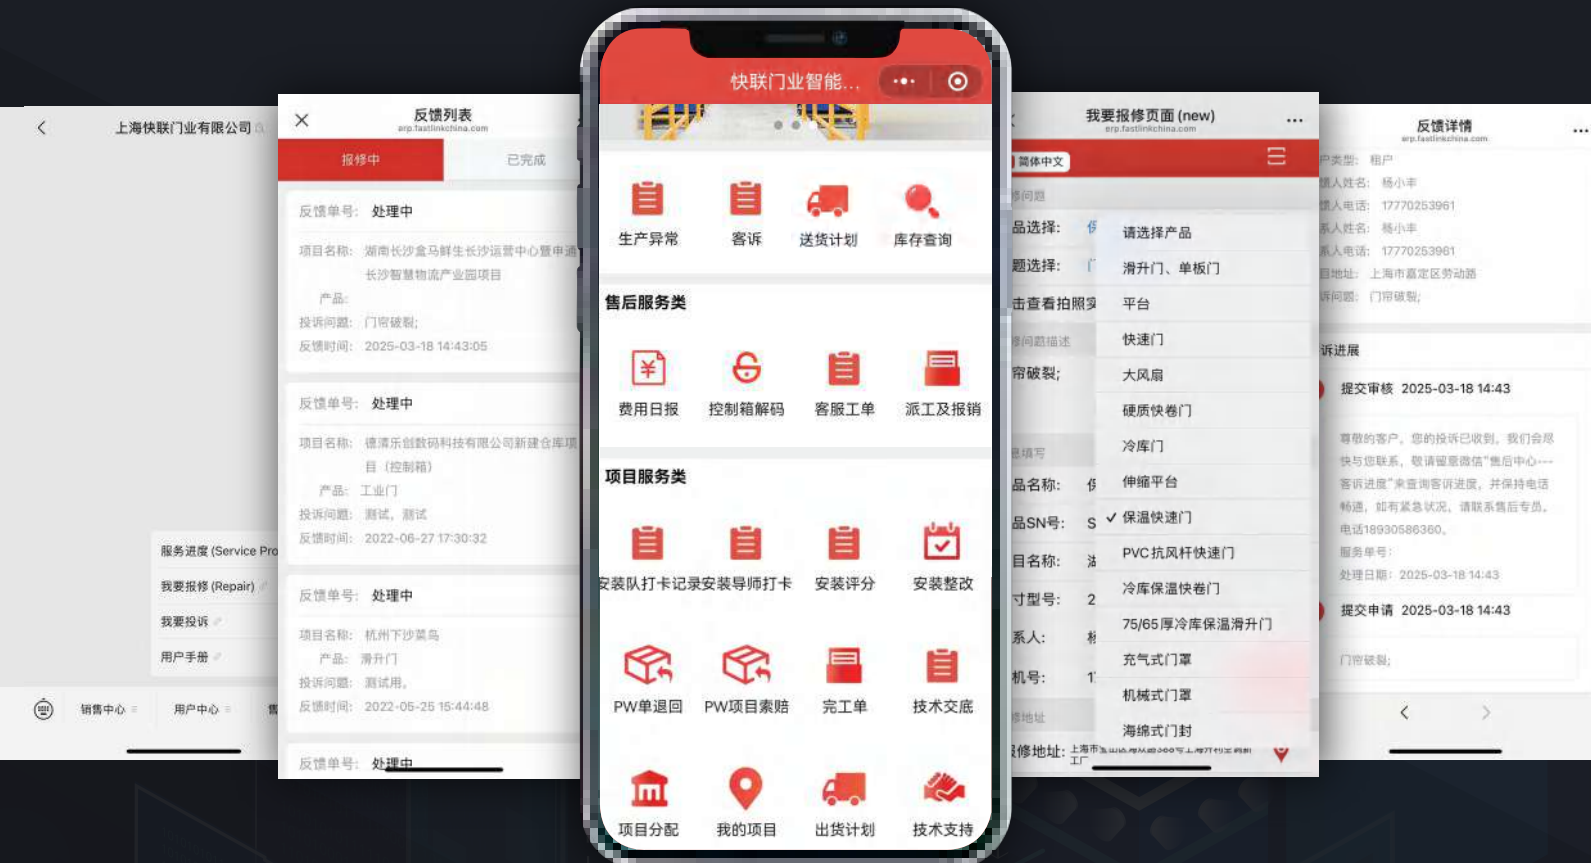 上海快联门业有限公司
服务进度 (Service Pro
我要报修 (Repair)
我要投诉
用户手册
销售中心
用户中心
售
反馈列表
erp.fastlinkchina.com
报修中
已完成
反馈单号: 处理中
项目名称: 湖南长沙盒马鲜生长沙运营中心暨申通
长沙智慧物流产业园项目
产品:
投诉问题: 门帘破裂;
反馈时间: 2025-03-18 14:43:05
反馈单号: 处理中
项目名称: 德清乐创数码科技有限公司新建仓库项
目（控制箱）
产品: 工业门
投诉问题: 测试，测试
反馈时间: 2022-06-27 17:30:32
反馈单号: 处理中
项目名称: 杭州下沙菜鸟
产品: 滑升门
投诉问题: 测试用。
反馈时间: 2022-05-25 15:44:48
反馈单号: 处理中
快联门业智能...
生产异常
客诉
送货计划
库存查询
售后服务类
费用日报
控制箱解码
客服工单
派工及报销
项目服务类
安装队打卡记录
安装导师打卡
安装评分
安装整改
PW单退回
PW项目索赔
完工单
技术交底
项目分配
我的项目
出货计划
技术支持
我要报修页面 (new)
erp.fastlinkchina.com
简体中文
修问题
品选择:
题选择:
击查看拍照实
修问题描述
帘破裂;
息填写
品名称:
品SN号: S
目名称:
寸型号: 2
系人:
机号: 1
修地址
修地址:
工厂
请选择产品
滑升门、单板门
平台
快速门
大风扇
硬质快卷门
冷库门
伸缩平台
✓ 保温快速门
PVC抗风杆快速门
冷库保温快卷门
75/65厚冷库保温滑升门
充气式门罩
机械式门罩
海绵式门封
反馈详情
erp.fastlinkchina.com
户类型: 租户
馈人姓名: 杨小丰
馈人电话: 17770253961
系人姓名: 杨小丰
系人电话: 17770253961
目地址: 上海市嘉定区劳动路
诉问题: 门帘破裂;
诉进展
提交审核 2025-03-18 14:43
尊敬的客户，您的投诉已收到，我们会尽
快与您联系，敬请留意微信“售后中心---
客诉进度”来查询客诉进度，并保持电话
畅通，如有紧急状况，请联系售后专员。
电话18930586360。
服务单号:
处理日期: 2025-03-18 14:43
提交申请 2025-03-18 14:43
门帘破裂;